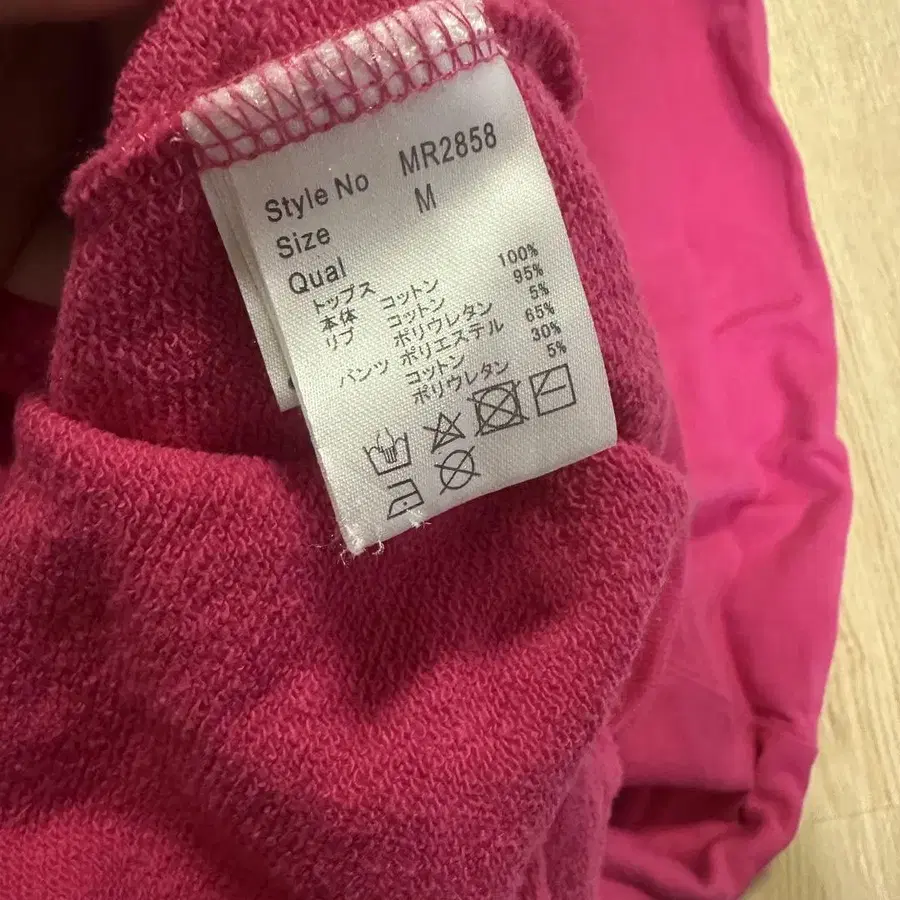 Style No MR2858
Size M
Qual
トップス
本体 コットン 100%
リブ コットン 95%
ポリウレタン 5%
パンツ ポリエステル 65%
コットン 30%
ポリウレタン 5%